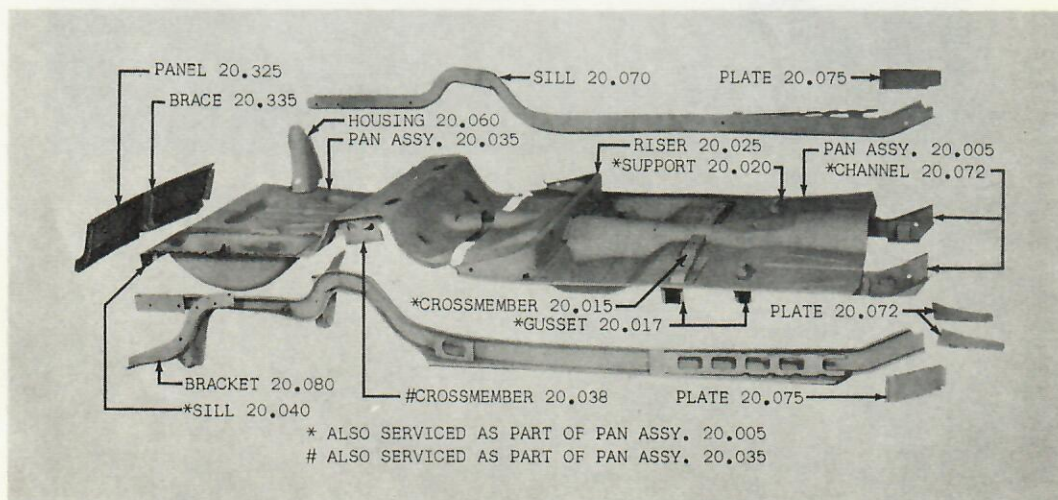 PANEL 20.325
SILL 20.070
PLATE 20.075
BRACE 20.335
HOUSING 20.060
PAN ASSY. 20.035
RISER 20.025
PAN ASSY. 20.005
*SUPPORT 20.020
*CHANNEL 20.072
*CROSSMEMBER 20.015
*GUSSET 20.017
PLATE 20.072
BRACKET 20.080
#CROSSMEMBER 20.038
PLATE 20.075
*SILL 20.040
* ALSO SERVICED AS PART OF PAN ASSY. 20.005
# ALSO SERVICED AS PART OF PAN ASSY. 20.035